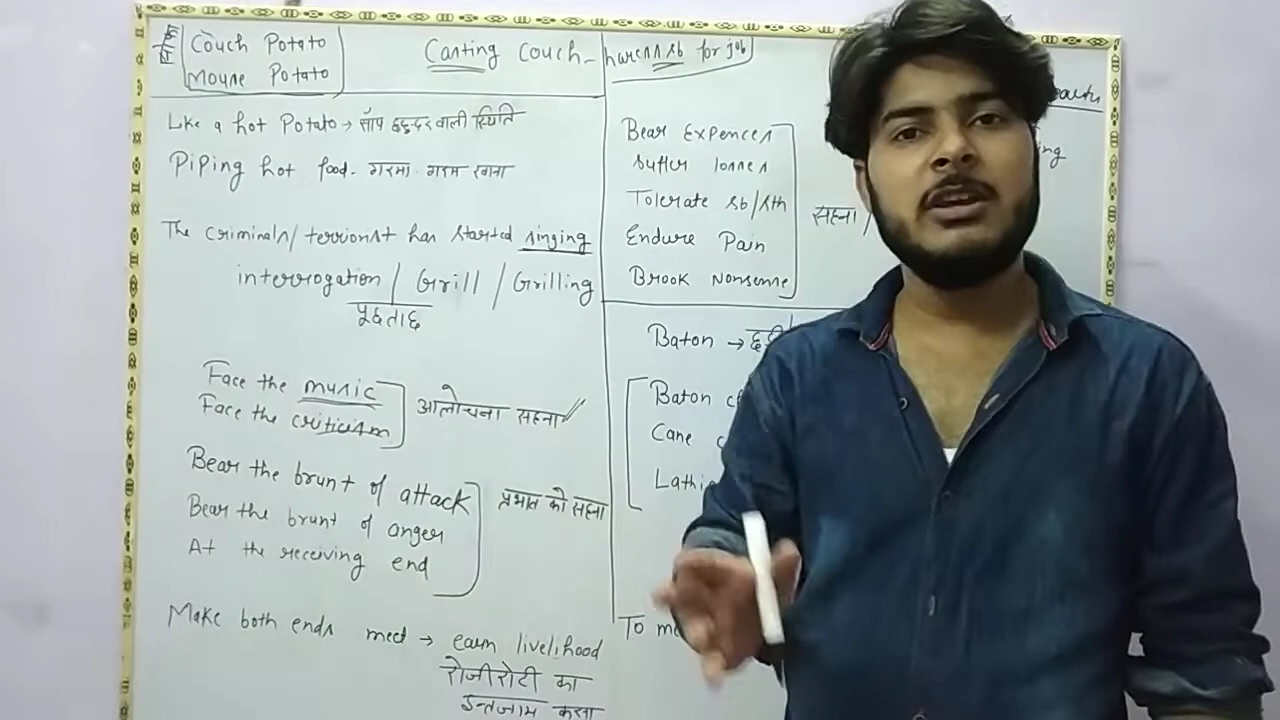 Couch Potato
Mouse Potato
Casting Couch - harass sb for job
Like a hot Potato → साँप छछुंदर वाली स्थिति
Piping hot food - गरमा गरम खाना
The criminals/terrorist has started singing
interrogation / Grill / Grilling
पूछताछ
Face the music
Face the criticism
आलोचना सहना
Bear the brunt of attack
Bear the brunt of anger
At the receiving end
प्रभाव को सहना
Make both ends meet → earn livelihood
रोजीरोटी का
इन्तजाम करना
Bear Expences
Suffer losses
Tolerate sb/sth
Endure Pain
Brook Nonsense
सहना /
Baton →
Baton
Cane
Lathi
To